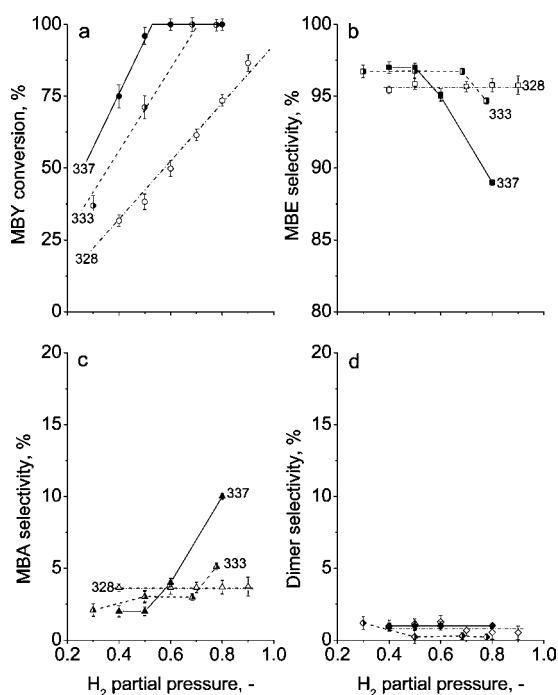 a
100
75
50
25
0
MBY conversion, %
337
333
328
b
100
95
90
85
80
MBE selectivity, %
328
333
337
c
20
15
10
5
0
MBA selectivity, %
337
333
328
0.2 0.4 0.6 0.8 1.0
H₂ partial pressure, -
d
20
15
10
5
0
Dimer selectivity, %
0.2 0.4 0.6 0.8 1.0
H₂ partial pressure, -